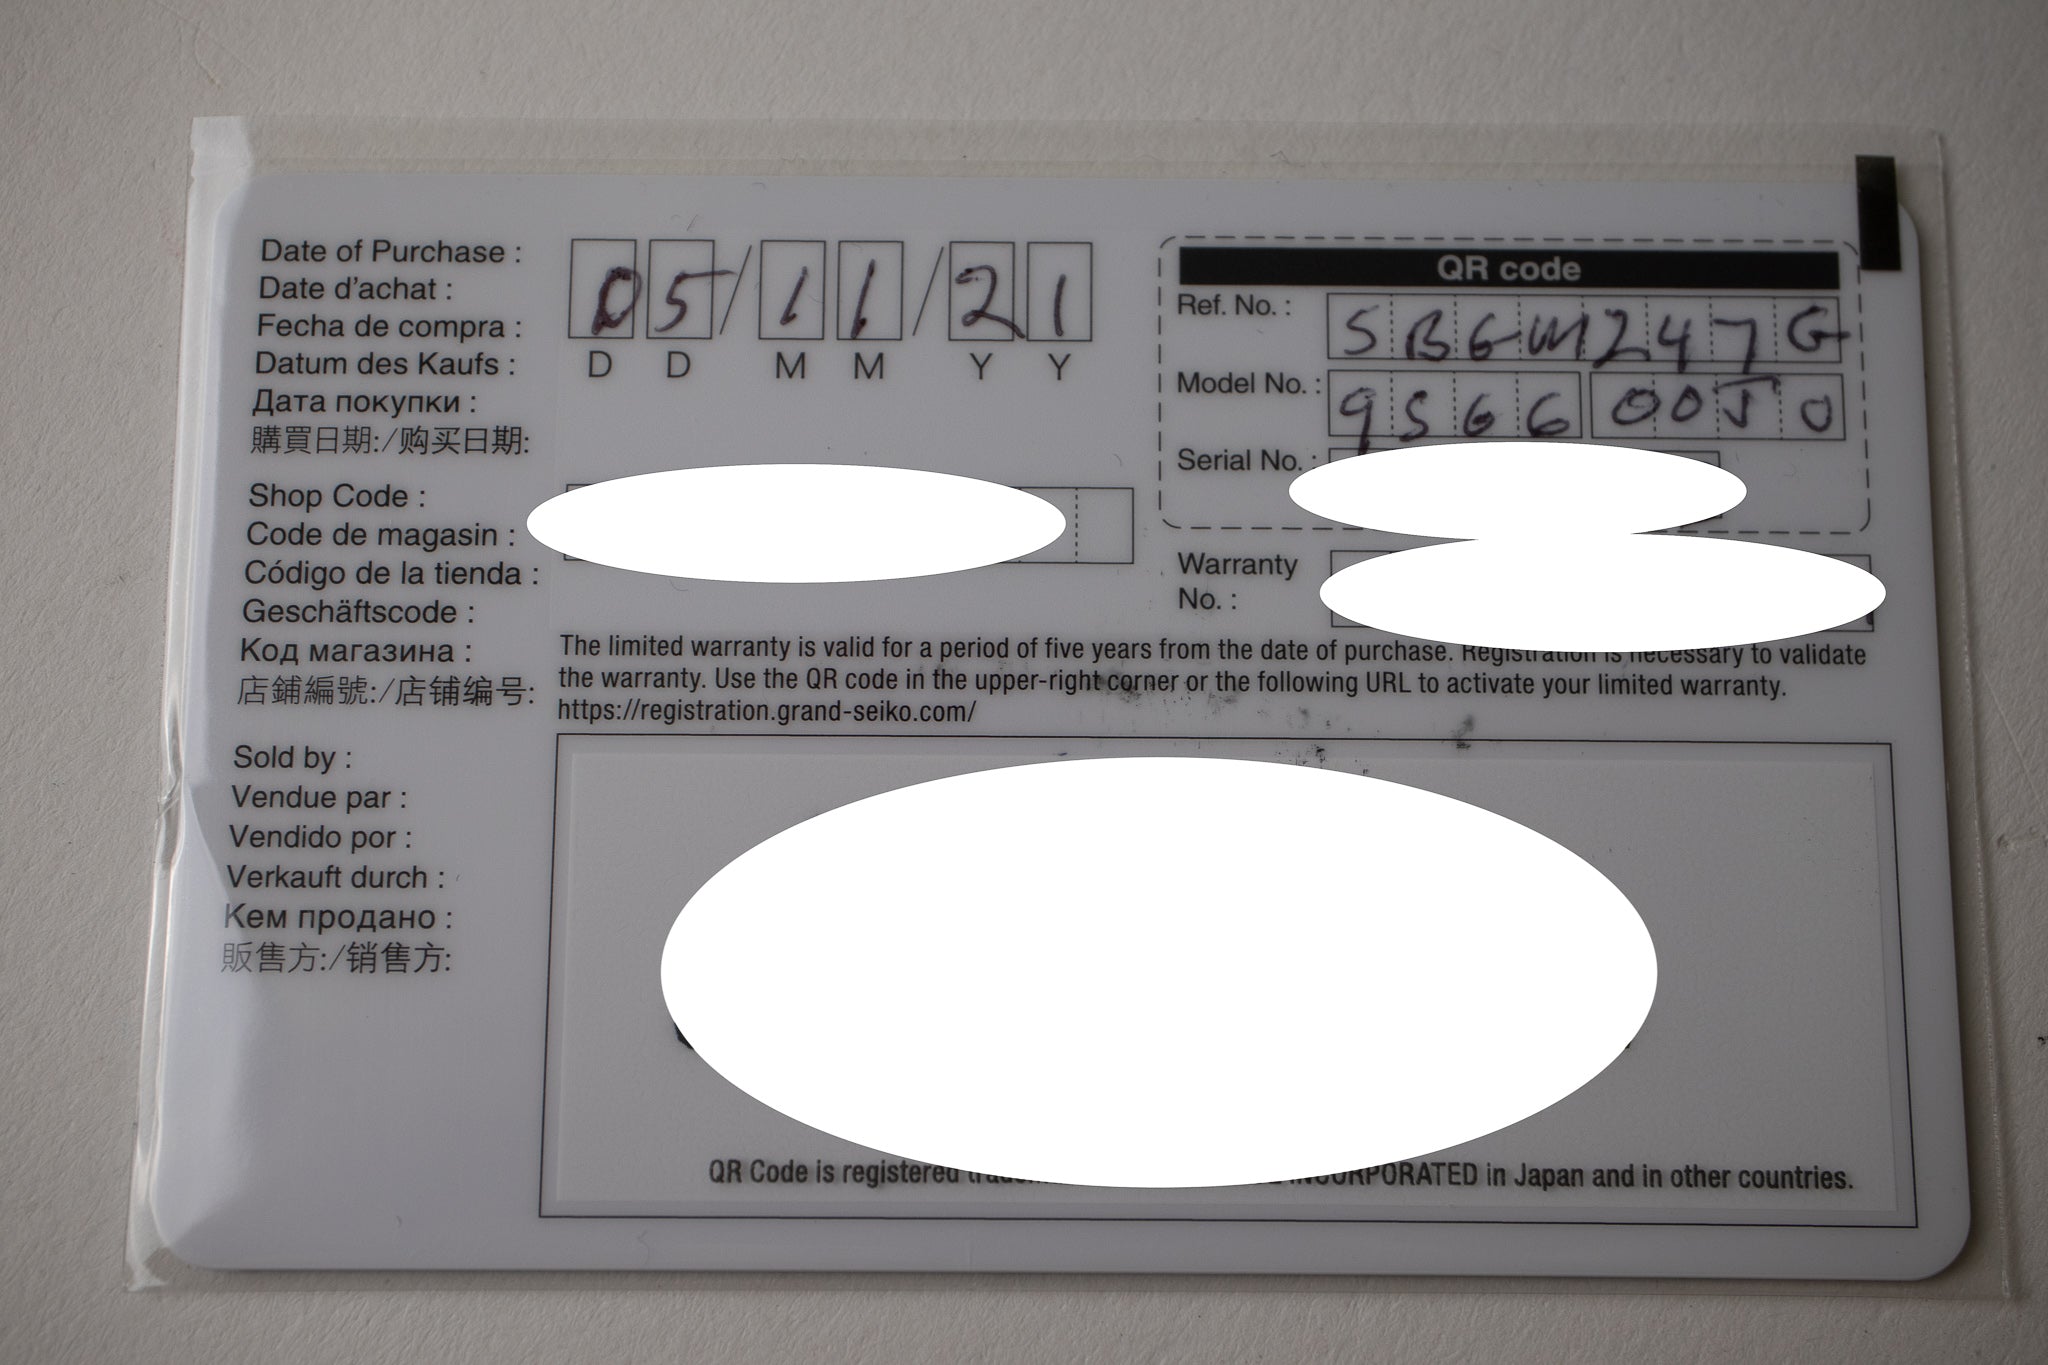 Date of Purchase :
Date d'achat :
Fecha de compra :
Datum des Kaufs :
Дата покупки :
購買日期:/购买日期:
05/11/21
D D M M Y Y
QR code
Ref. No. : SBGM247G
Model No. : 9S66 00J0
Serial No. :
Warranty
No. :
Shop Code :
Code de magasin :
Código de la tienda :
Geschäftscode :
Код магазина :
店鋪編號:/店铺编号:
The limited warranty is valid for a period of five years from the date of purchase. Registration is necessary to validate
the warranty. Use the QR code in the upper-right corner or the following URL to activate your limited warranty.
https://registration.grand-seiko.com/
Sold by :
Vendue par :
Vendido por :
Verkauft durch :
Кем продано :
販售方:/销售方:
QR Code is registered INCORPORATED in Japan and in other countries.